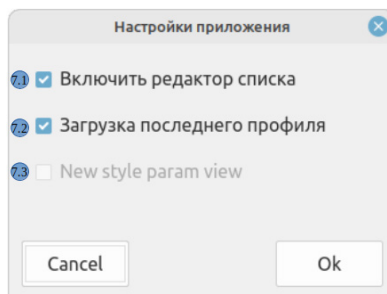 Настройки приложения
7.1 Включить редактор списка
7.2 Загрузка последнего профиля
7.3 New style param view
Cancel Ok